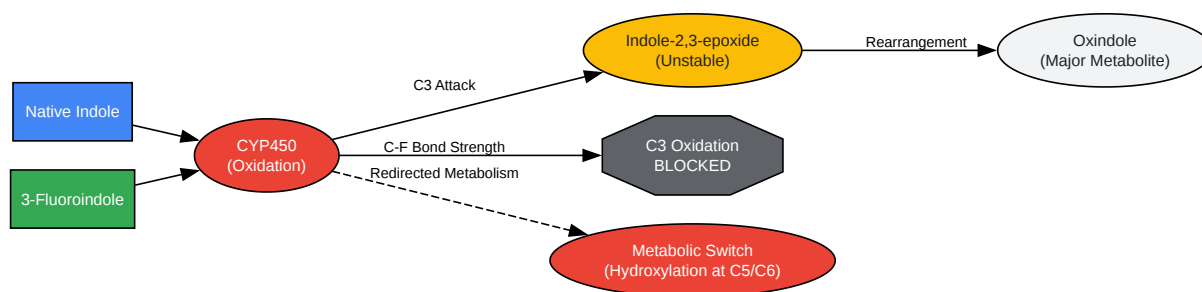 Native Indole
3-Fluoroindole
CYP450
(Oxidation)
C3 Attack
C-F Bond Strength
Redirected Metabolism
Indole-2,3-epoxide
(Unstable)
Rearrangement
Oxindole
(Major Metabolite)
C3 Oxidation
BLOCKED
Metabolic Switch
(Hydroxylation at C5/C6)